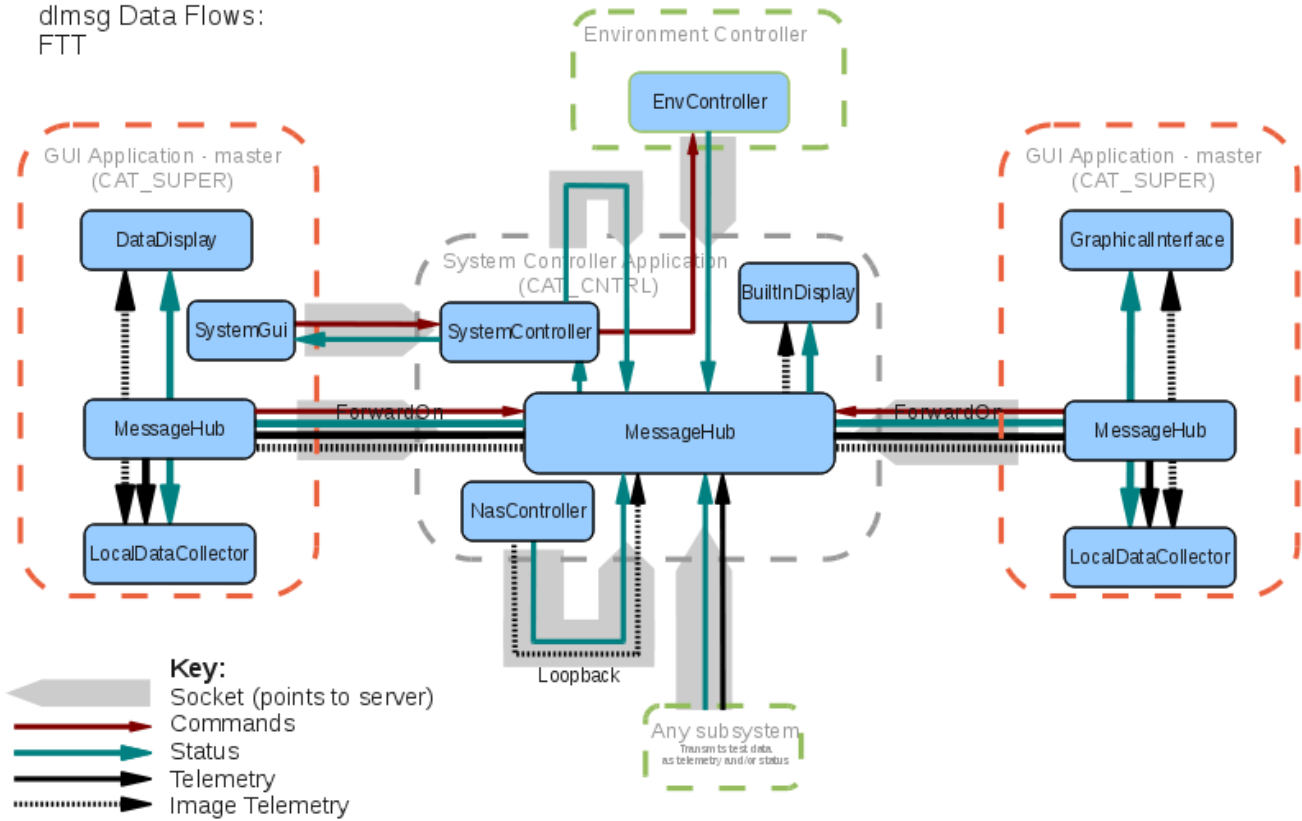 dlmsg Data Flows:
FTT
Environment Controller
EnvController
GUI Application - master
(CAT_SUPER)
DataDisplay
SystemGui
MessageHub
LocalDataCollector
System Controller Application
(CAT_CNTRL)
SystemController
BuiltInDisplay
ForwardOn
MessageHub
ForwardOn
NasController
Loopback
GUI Application - master
(CAT_SUPER)
GraphicalInterface
MessageHub
LocalDataCollector
Any subsystem
Transmts test data
as telemetry and/or status
Key:
Socket (points to server)
Commands
Status
Telemetry
Image Telemetry